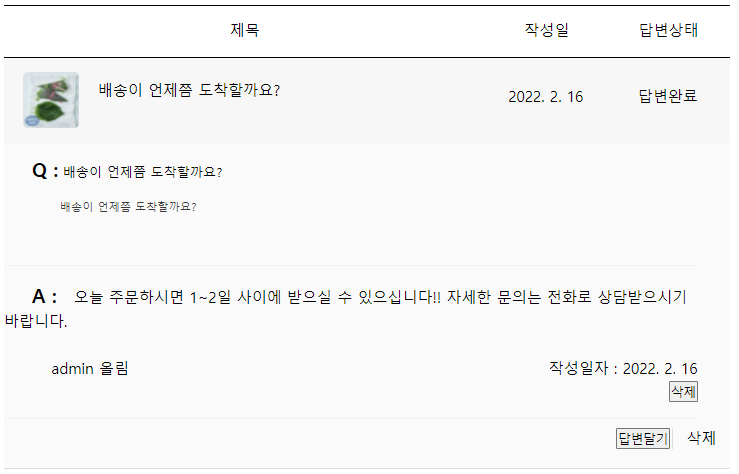 제목 작성일 답변상태
배송이 언제쯤 도착할까요? 2022. 2. 16 답변완료
Q : 배송이 언제쯤 도착할까요?
배송이 언제쯤 도착할까요?
A : 오늘 주문하시면 1~2일 사이에 받으실 수 있으십니다!! 자세한 문의는 전화로 상담받으시기
바랍니다.
admin 올림 작성일자 : 2022. 2. 16
삭제
답변달기 삭제